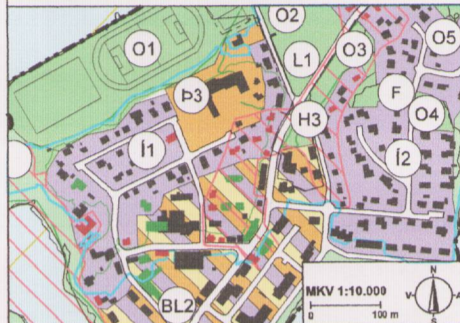 O2
O1
O3
O5
L1
Þ3
F
H3
O4
Í1
Í2
BL2
MKV 1:10.000
0 100 m
N
V A
S